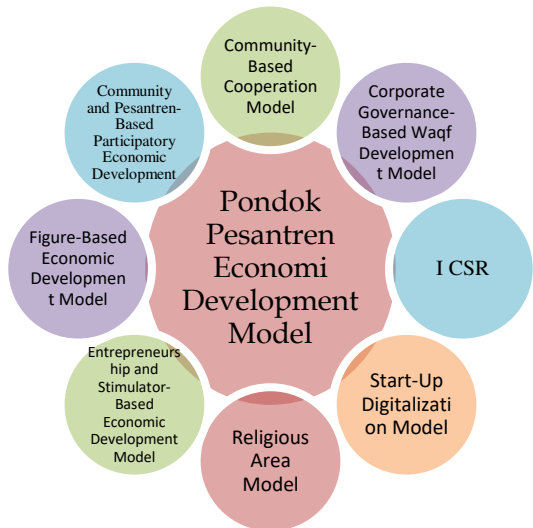 Community-
Based
Cooperation
Model
Corporate
Governance-
Based Waqf
Developmen
t Model
I CSR
Start-Up
Digitalizati
on Model
Religious
Area
Model
Entrepreneurs
hip and
Stimulator-
Based
Economic
Development
Model
Figure-Based
Economic
Developmen
t Model
Community
and Pesantren-
Based
Participatory
Economic
Development
Pondok
Pesantren
Economi
Development
Model